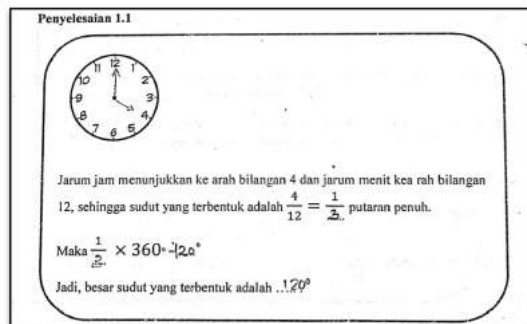 Penyelesaian 1.1
11 12 1
10 2
9 3
8 4
7 6 5
Jarum jam menunjukkan ke arah bilangan 4 dan jarum menit kea rah bilangan
12, sehingga sudut yang terbentuk adalah 4/12 = 1/3 putaran penuh.
Maka 1/3 × 360° = 120°
Jadi, besar sudut yang terbentuk adalah ..120°